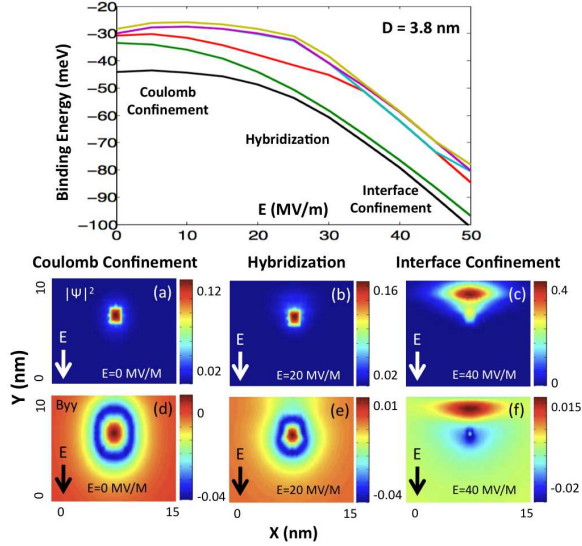 D = 3.8 nm
Binding Energy (meV)
-20
-30
-40
-50
-60
-70
-80
-90
-100
Coulomb
Confinement
Hybridization
Interface
Confinement
E (MV/m)
0
10
20
30
40
50
Coulomb Confinement
Hybridization
Interface Confinement
Y (nm)
10
0
|Ψ|²
(a)
E
E=0 MV/M
0.12
0.02
(b)
E
E=20 MV/M
0.16
0.02
(c)
E
E=40 MV/M
0.4
0
10
0
Byy
(d)
E
E=0 MV/M
0
-0.04
(e)
E
E=20 MV/M
0.01
-0.04
(f)
E
E=40 MV/M
0.015
-0.02
0
15
0
15
0
15
X (nm)